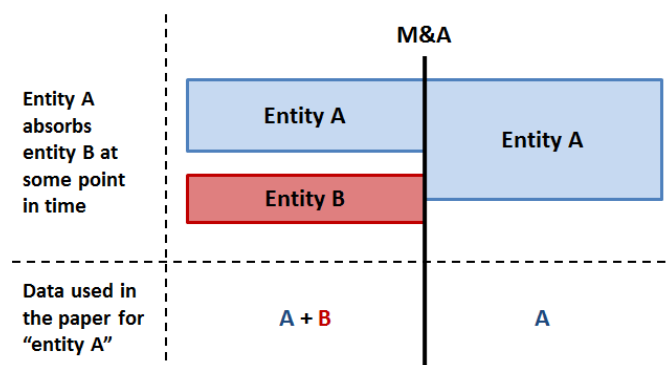 M&A
Entity A
absorbs
entity B at
some point
in time
Entity A
Entity B
Entity A
Data used in
the paper for
“entity A”
A + B
A